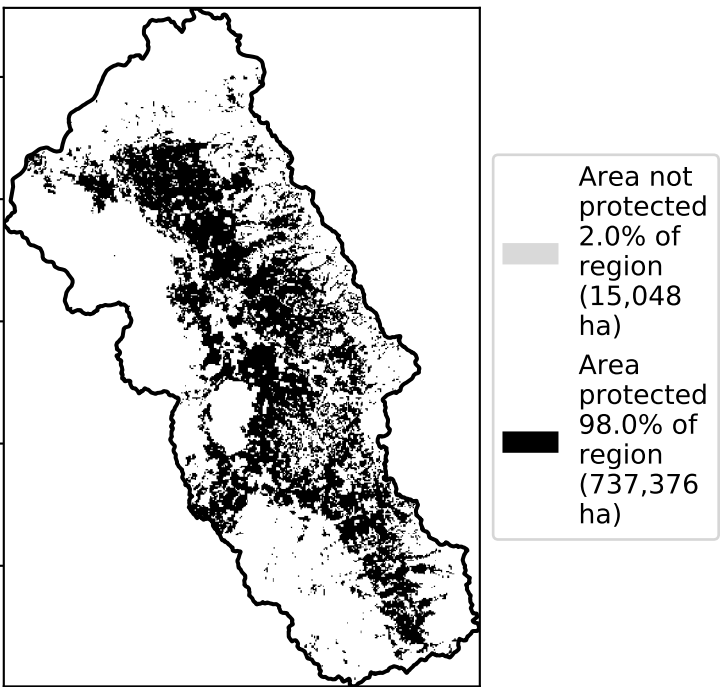 Area not
protected
2.0% of
region
(15,048
ha)
Area
protected
98.0% of
region
(737,376
ha)